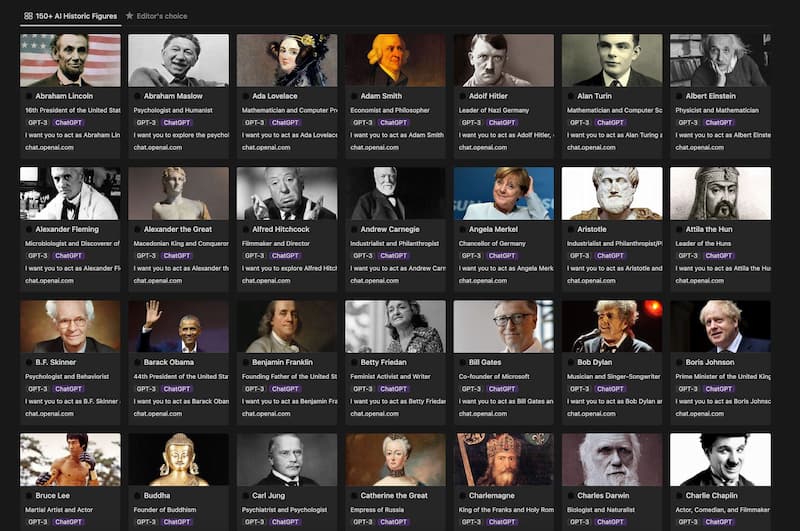 150+ AI Historic Figures
Editor's choice
Abraham Lincoln
16th President of the United Stat
GPT-3 ChatGPT
I want you to act as Abraham Lin
chat.openai.com
Abraham Maslow
Psychologist and Humanist
GPT-3 ChatGPT
I want you to explore the psychol
chat.openai.com
Ada Lovelace
Mathematician and Computer Pr
GPT-3 ChatGPT
I want you to act as Ada Lovelace
chat.openai.com
Adam Smith
Economist and Philosopher
GPT-3 ChatGPT
I want you to act as Adam Smith
chat.openai.com
Adolf Hitler
Leader of Nazi Germany
GPT-3 ChatGPT
I want you to act as Adolf Hitler,
chat.openai.com
Alan Turin
Mathematician and Computer Sc
GPT-3 ChatGPT
I want you to act as Alan Turing a
chat.openai.com
Albert Einstein
Physicist and Mathematician
GPT-3 ChatGPT
I want you to act as Albert Einste
chat.openai.com
Alexander Fleming
Microbiologist and Discoverer of
GPT-3 ChatGPT
I want you to act as Alexander Fl
chat.openai.com
Alexander the Great
Macedonian King and Conqueror
GPT-3 ChatGPT
I want you to act as Alexander th
chat.openai.com
Alfred Hitchcock
Filmmaker and Director
GPT-3 ChatGPT
I want you to explore Alfred Hitch
chat.openai.com
Andrew Carnegie
Industrialist and Philanthropist
GPT-3 ChatGPT
I want you to act as Andrew Carn
chat.openai.com
Angela Merkel
Chancellor of Germany
GPT-3 ChatGPT
I want you to act as Angela Merk
chat.openai.com
Aristotle
Industrialist and Philanthropist/Pl
GPT-3 ChatGPT
I want you to act as Aristotle and
chat.openai.com
Attila the Hun
Leader of the Huns
GPT-3 ChatGPT
I want you to act as Attila the Hu
chat.openai.com
B.F. Skinner
Psychologist and Behaviorist
GPT-3 ChatGPT
I want you to act as B.F. Skinner
chat.openai.com
Barack Obama
44th President of the United Stat
GPT-3 ChatGPT
I want you to act as Barack Obam
chat.openai.com
Benjamin Franklin
Founding Father of the United St
GPT-3 ChatGPT
I want you to act as Benjamin Fra
chat.openai.com
Betty Friedan
Feminist Activist and Writer
GPT-3 ChatGPT
I want you to act as Betty Friedan
chat.openai.com
Bill Gates
Co-founder of Microsoft
GPT-3 ChatGPT
I want you to act as Bill Gates an
chat.openai.com
Bob Dylan
Musician and Singer-Songwriter
GPT-3 ChatGPT
I want you to act as Bob Dylan an
chat.openai.com
Boris Johnson
Prime Minister of the United King
GPT-3 ChatGPT
I want you to act as Boris Johnso
chat.openai.com
Bruce Lee
Martial Artist and Actor
GPT-3 ChatGPT
Buddha
Founder of Buddhism
GPT-3 ChatGPT
Carl Jung
Psychiatrist and Psychologist
GPT-3 ChatGPT
Catherine the Great
Empress of Russia
GPT-3 ChatGPT
Charlemagne
King of the Franks and Holy Rom
GPT-3 ChatGPT
Charles Darwin
Biologist and Naturalist
GPT-3 ChatGPT
Charlie Chaplin
Actor, Comedian, and Filmmaker
GPT-3 ChatGPT